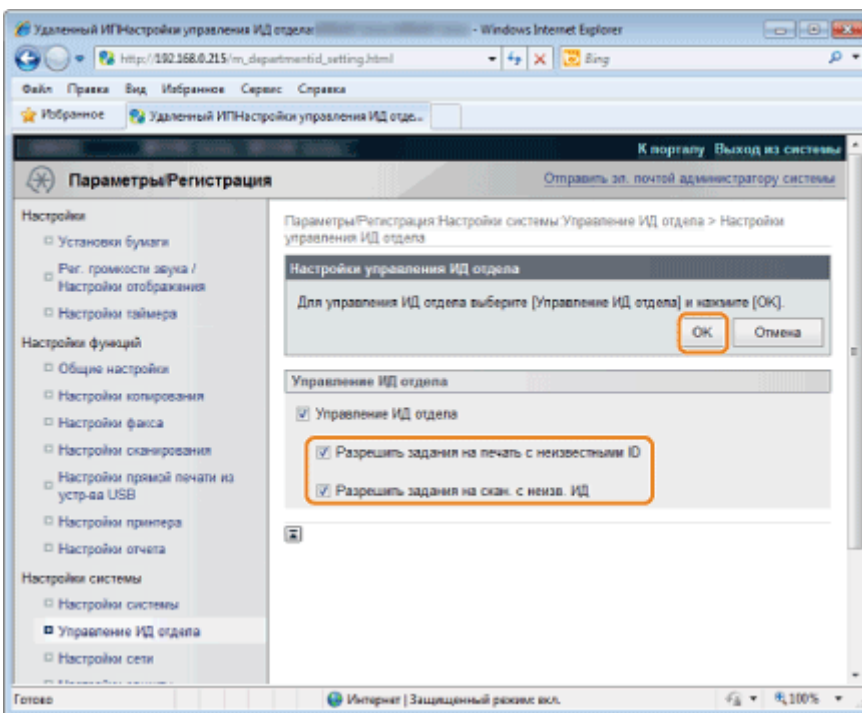 Удаленный ИПНастройки управления ИД отдела: - Windows Internet Explorer
http://192.168.0.215/m_departmentid_setting.html
Bing
Файл Правка Вид Избранное Сервис Справка
Избранное
Удаленный ИПНастройки управления ИД отде...
К порталу Выход из системы
Параметры/Регистрация
Отправить эл. почтой администратору системы
Настройки
Установки бумаги
Рег. громкости звука /
Настройки отображения
Настройки таймера
Настройки функций
Общие настройки
Настройки копирования
Настройки факса
Настройки сканирования
Настройки прямой печати из
устр-ва USB
Настройки принтера
Настройки отчета
Настройки системы
Настройки системы
Управление ИД отдела
Настройки сети
Параметры/Регистрация:Настройки системы:Управление ИД отдела > Настройки
управления ИД отдела
Настройки управления ИД отдела
Для управления ИД отдела выберите [Управление ИД отдела] и нажмите [OK].
OK Отмена
Управление ИД отдела
Управление ИД отдела
Разрешить задания на печать с неизвестными ID
Разрешить задания на скан. с неизв. ИД
Готово
Интернет | Защищенный режим: вкл.
100%